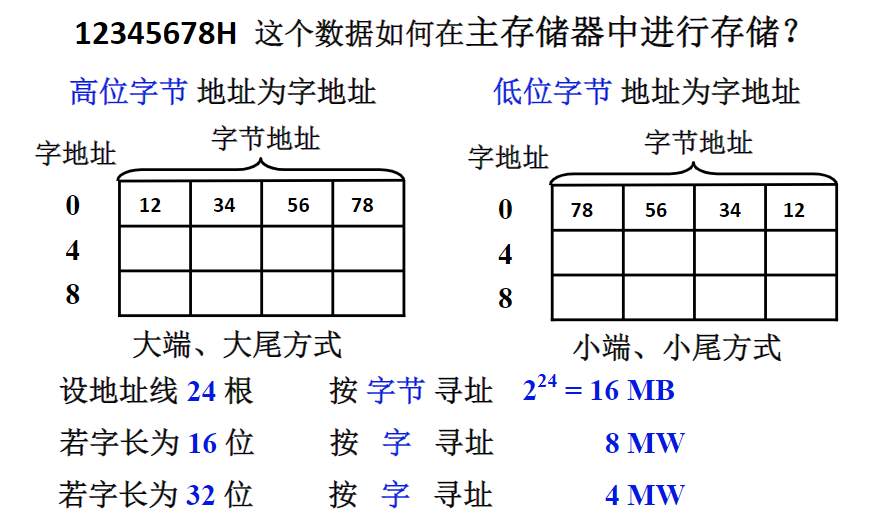 12345678H 这个数据如何在主存储器中进行存储？
高位字节 地址为字地址
低位字节 地址为字地址
字地址
字节地址
0 12 34 56 78
4
8
大端、大尾方式
字地址
字节地址
0 78 56 34 12
4
8
小端、小尾方式
设地址线 24 根 按 字节 寻址 2^24 = 16 MB
若字长为 16 位 按 字 寻址 8 MW
若字长为 32 位 按 字 寻址 4 MW